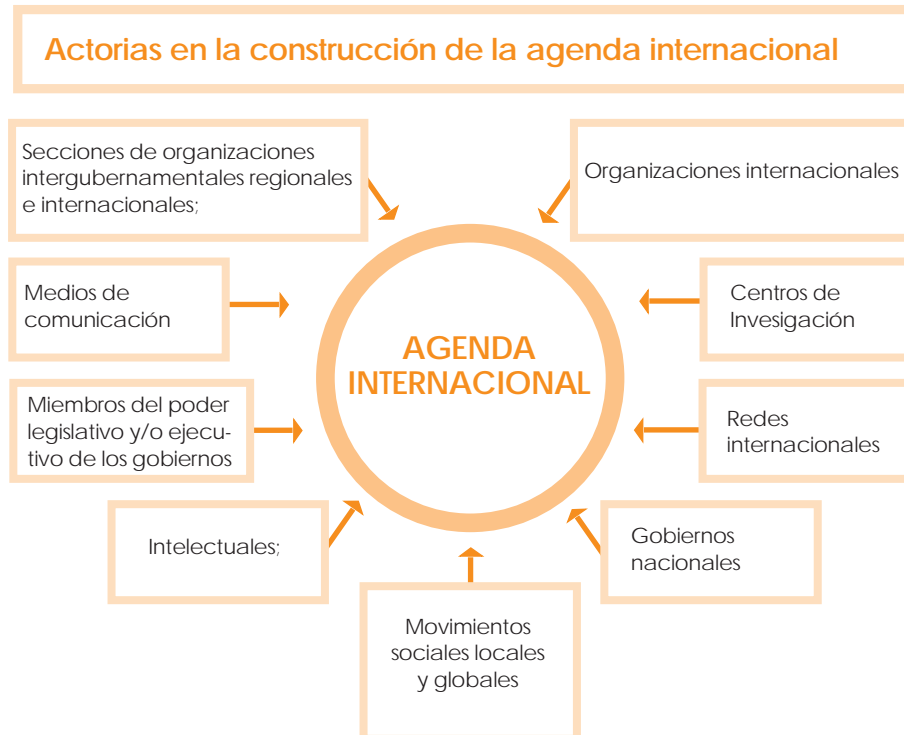 Actorias en la construcción de la agenda internacional
Secciones de organizaciones
intergubernamentales regionales
e internacionales;
Organizaciones internacionales
Medios de
comunicación
Centros de
Invesigación
AGENDA
INTERNACIONAL
Miembros del poder
legislativo y/o ejecu-
tivo de los gobiernos
Redes
internacionales
Intelectuales;
Gobiernos
nacionales
Movimientos
sociales locales
y globales